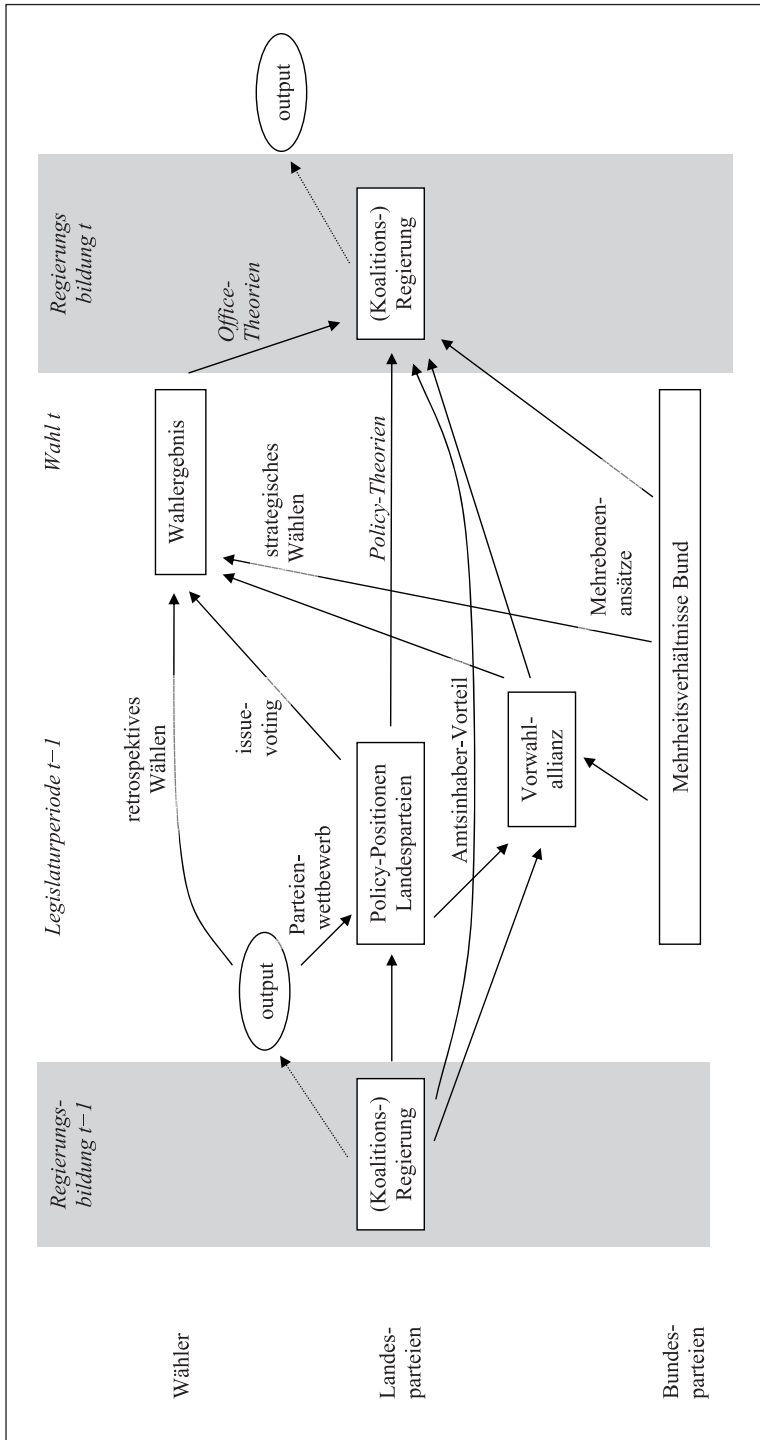 Regierungs-
bildung t−1
Legislaturperiode t−1
Wahl t
Regierungs
bildung t
Wähler
retrospektives
Wählen
Wahlergebnis
Office-
Theorien
output
output
Parteien-
wettbewerb
issue-
voting
strategisches
Wählen
Landes-
parteien
(Koalitions-)
Regierung
Policy-Positionen
Landesparteien
Policy-Theorien
(Koalitions-)
Regierung
Amtsinhaber-Vorteil
Vorwahl-
allianz
Mehrebenen-
ansätze
Bundes-
parteien
Mehrheitsverhältnisse Bund